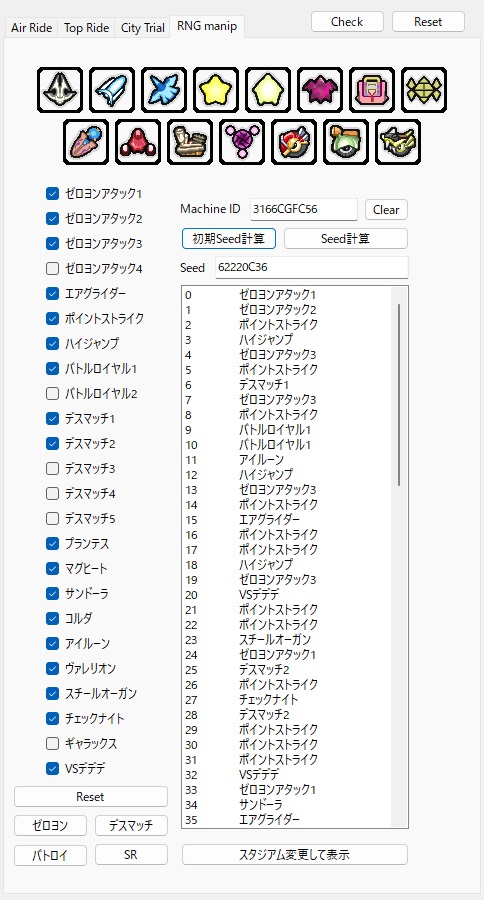 Air Ride Top Ride City Trial RNG manip
Check Reset
ゼロヨンアタック1
ゼロヨンアタック2
ゼロヨンアタック3
ゼロヨンアタック4
エアグライダー
ポイントストライク
ハイジャンプ
バトルロイヤル1
バトルロイヤル2
デスマッチ1
デスマッチ2
デスマッチ3
デスマッチ4
デスマッチ5
プランテス
マグヒート
サンドーラ
コルダ
アイルーン
ヴァレリオン
スチールオーガン
チェックナイト
ギャラックス
VSデデデ
Reset
ゼロヨン デスマッチ
バトロイ SR
Machine ID 3166CGFC56 Clear
初期Seed計算 Seed計算
Seed 62220C36
0 ゼロヨンアタック1
1 ゼロヨンアタック2
2 ポイントストライク
3 ハイジャンプ
4 ゼロヨンアタック3
5 ポイントストライク
6 デスマッチ1
7 ゼロヨンアタック3
8 ポイントストライク
9 バトルロイヤル1
10 バトルロイヤル1
11 アイルーン
12 ハイジャンプ
13 ゼロヨンアタック3
14 ポイントストライク
15 エアグライダー
16 ポイントストライク
17 ポイントストライク
18 ハイジャンプ
19 ゼロヨンアタック3
20 VSデデデ
21 ポイントストライク
22 ポイントストライク
23 スチールオーガン
24 ゼロヨンアタック1
25 デスマッチ2
26 ポイントストライク
27 チェックナイト
28 デスマッチ2
29 ポイントストライク
30 ポイントストライク
31 ポイントストライク
32 VSデデデ
33 ゼロヨンアタック1
34 サンドーラ
35 エアグライダー
スタジアム変更して表示